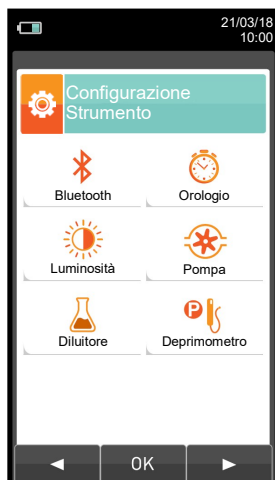 21/03/18
10:00
Configurazione
Strumento
Bluetooth
Orologio
Luminosità
Pompa
P
Diluitore
Deprimometro
OK